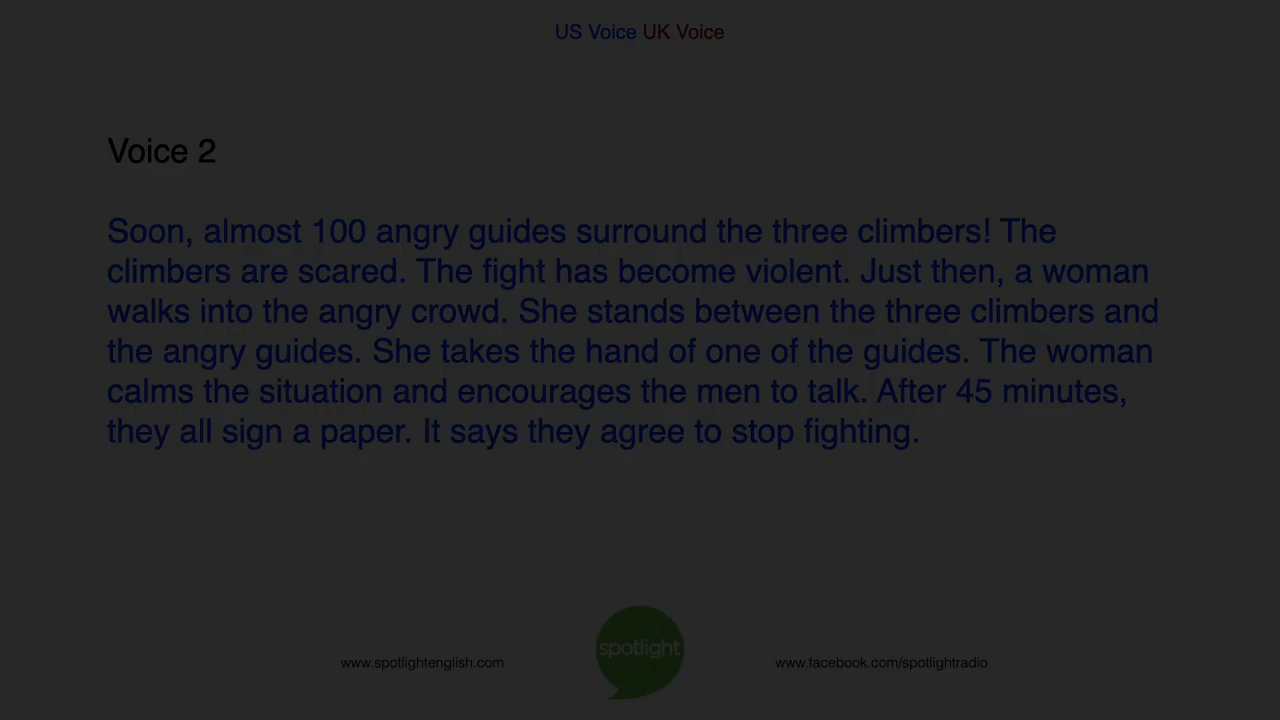 US Voice UK Voice
Voice 2
Soon, almost 100 angry guides surround the three climbers! The
climbers are scared. The fight has become violent. Just then, a woman
walks into the angry crowd. She stands between the three climbers and
the angry guides. She takes the hand of one of the guides. The woman
calms the situation and encourages the men to talk. After 45 minutes,
they all sign a paper. It says they agree to stop fighting.
spotlight
www.spotlightenglish.com
www.facebook.com/spotlightradio